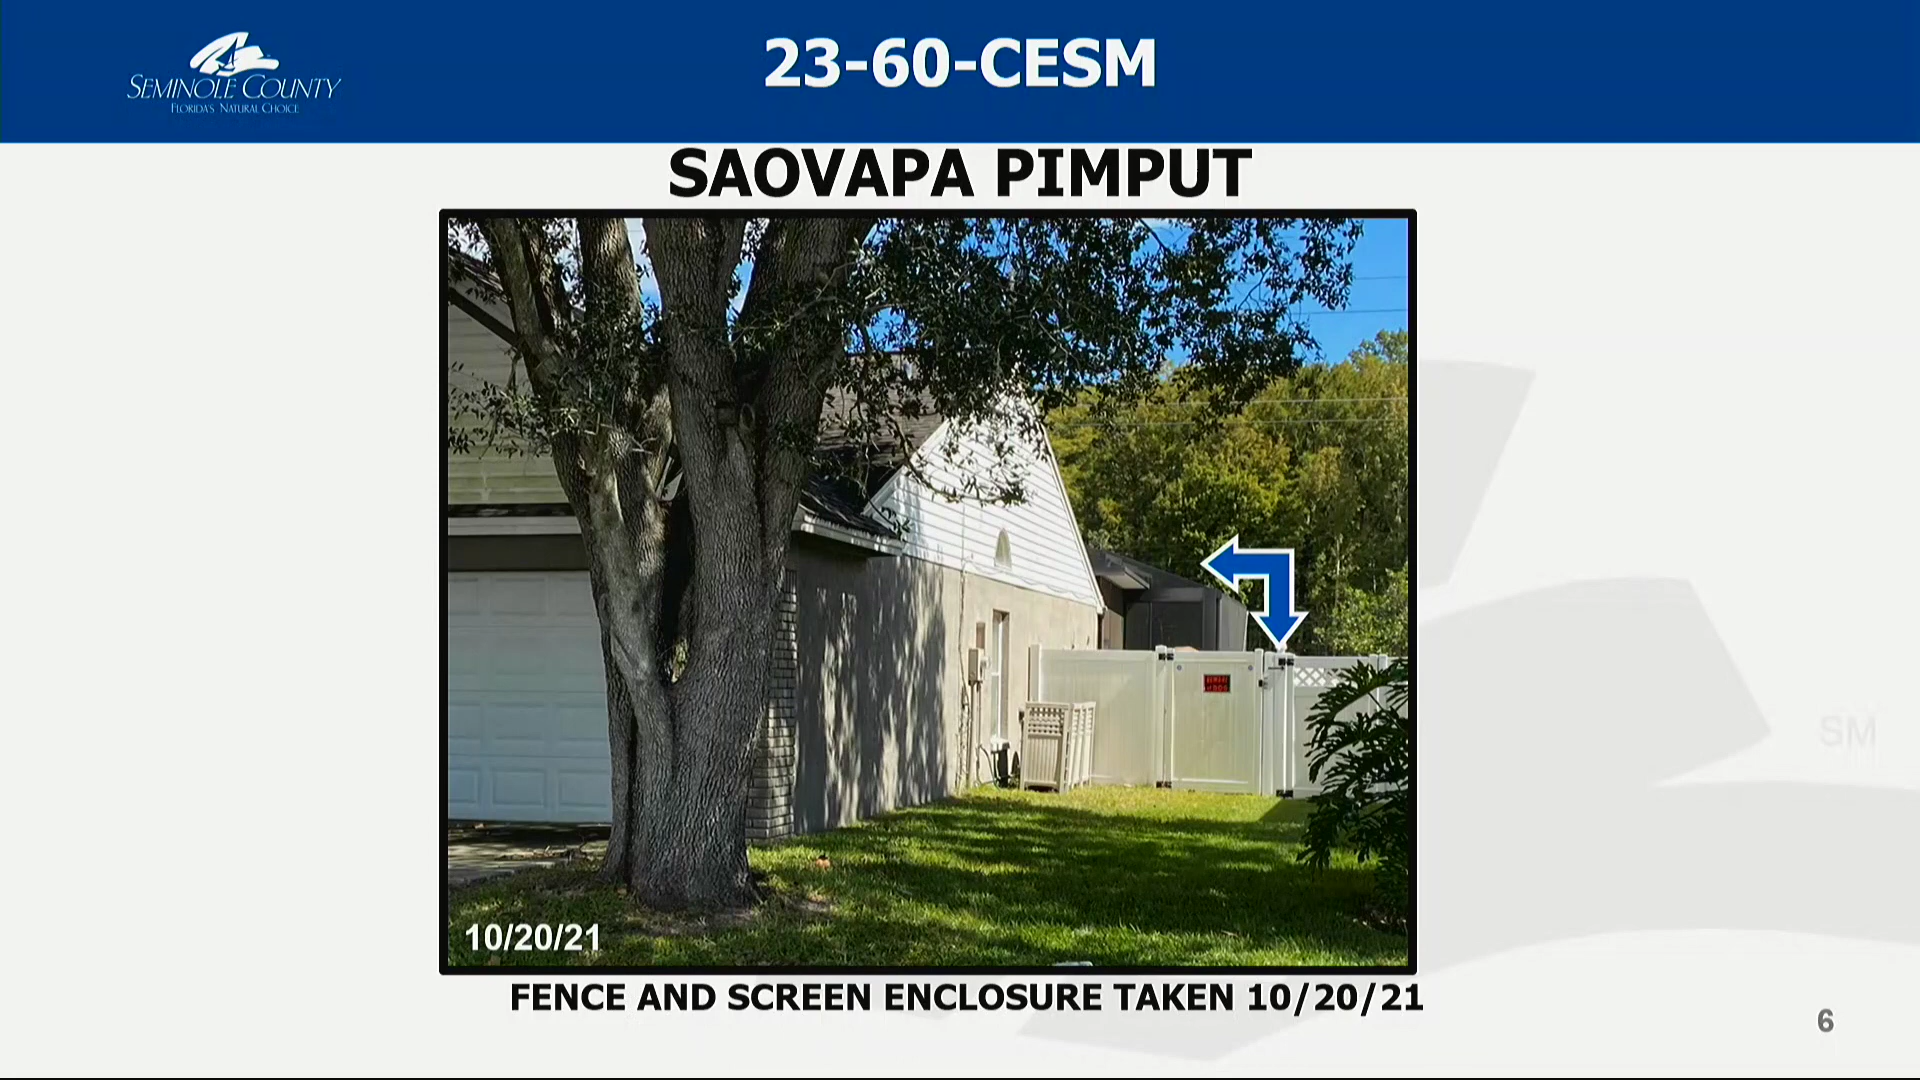 SEMINOLE COUNTY
FLORIDA'S NATURAL CHOICE
23-60-CESM
SAOVAPA PIMPUT
10/20/21
FENCE AND SCREEN ENCLOSURE TAKEN 10/20/21
SM
6